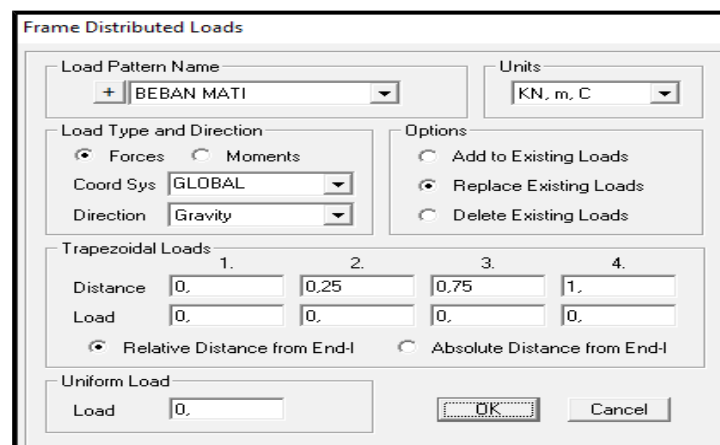 Frame Distributed Loads
Load Pattern Name
Units
+ BEBAN MATI
KN, m, C
Load Type and Direction
Options
Forces Moments
Add to Existing Loads
Coord Sys GLOBAL
Replace Existing Loads
Direction Gravity
Delete Existing Loads
Trapezoidal Loads
1. 2. 3. 4.
Distance 0, 0,25 0,75 1,
Load 0, 0, 0, 0,
Relative Distance from End-I Absolute Distance from End-I
Uniform Load
Load 0,
OK Cancel